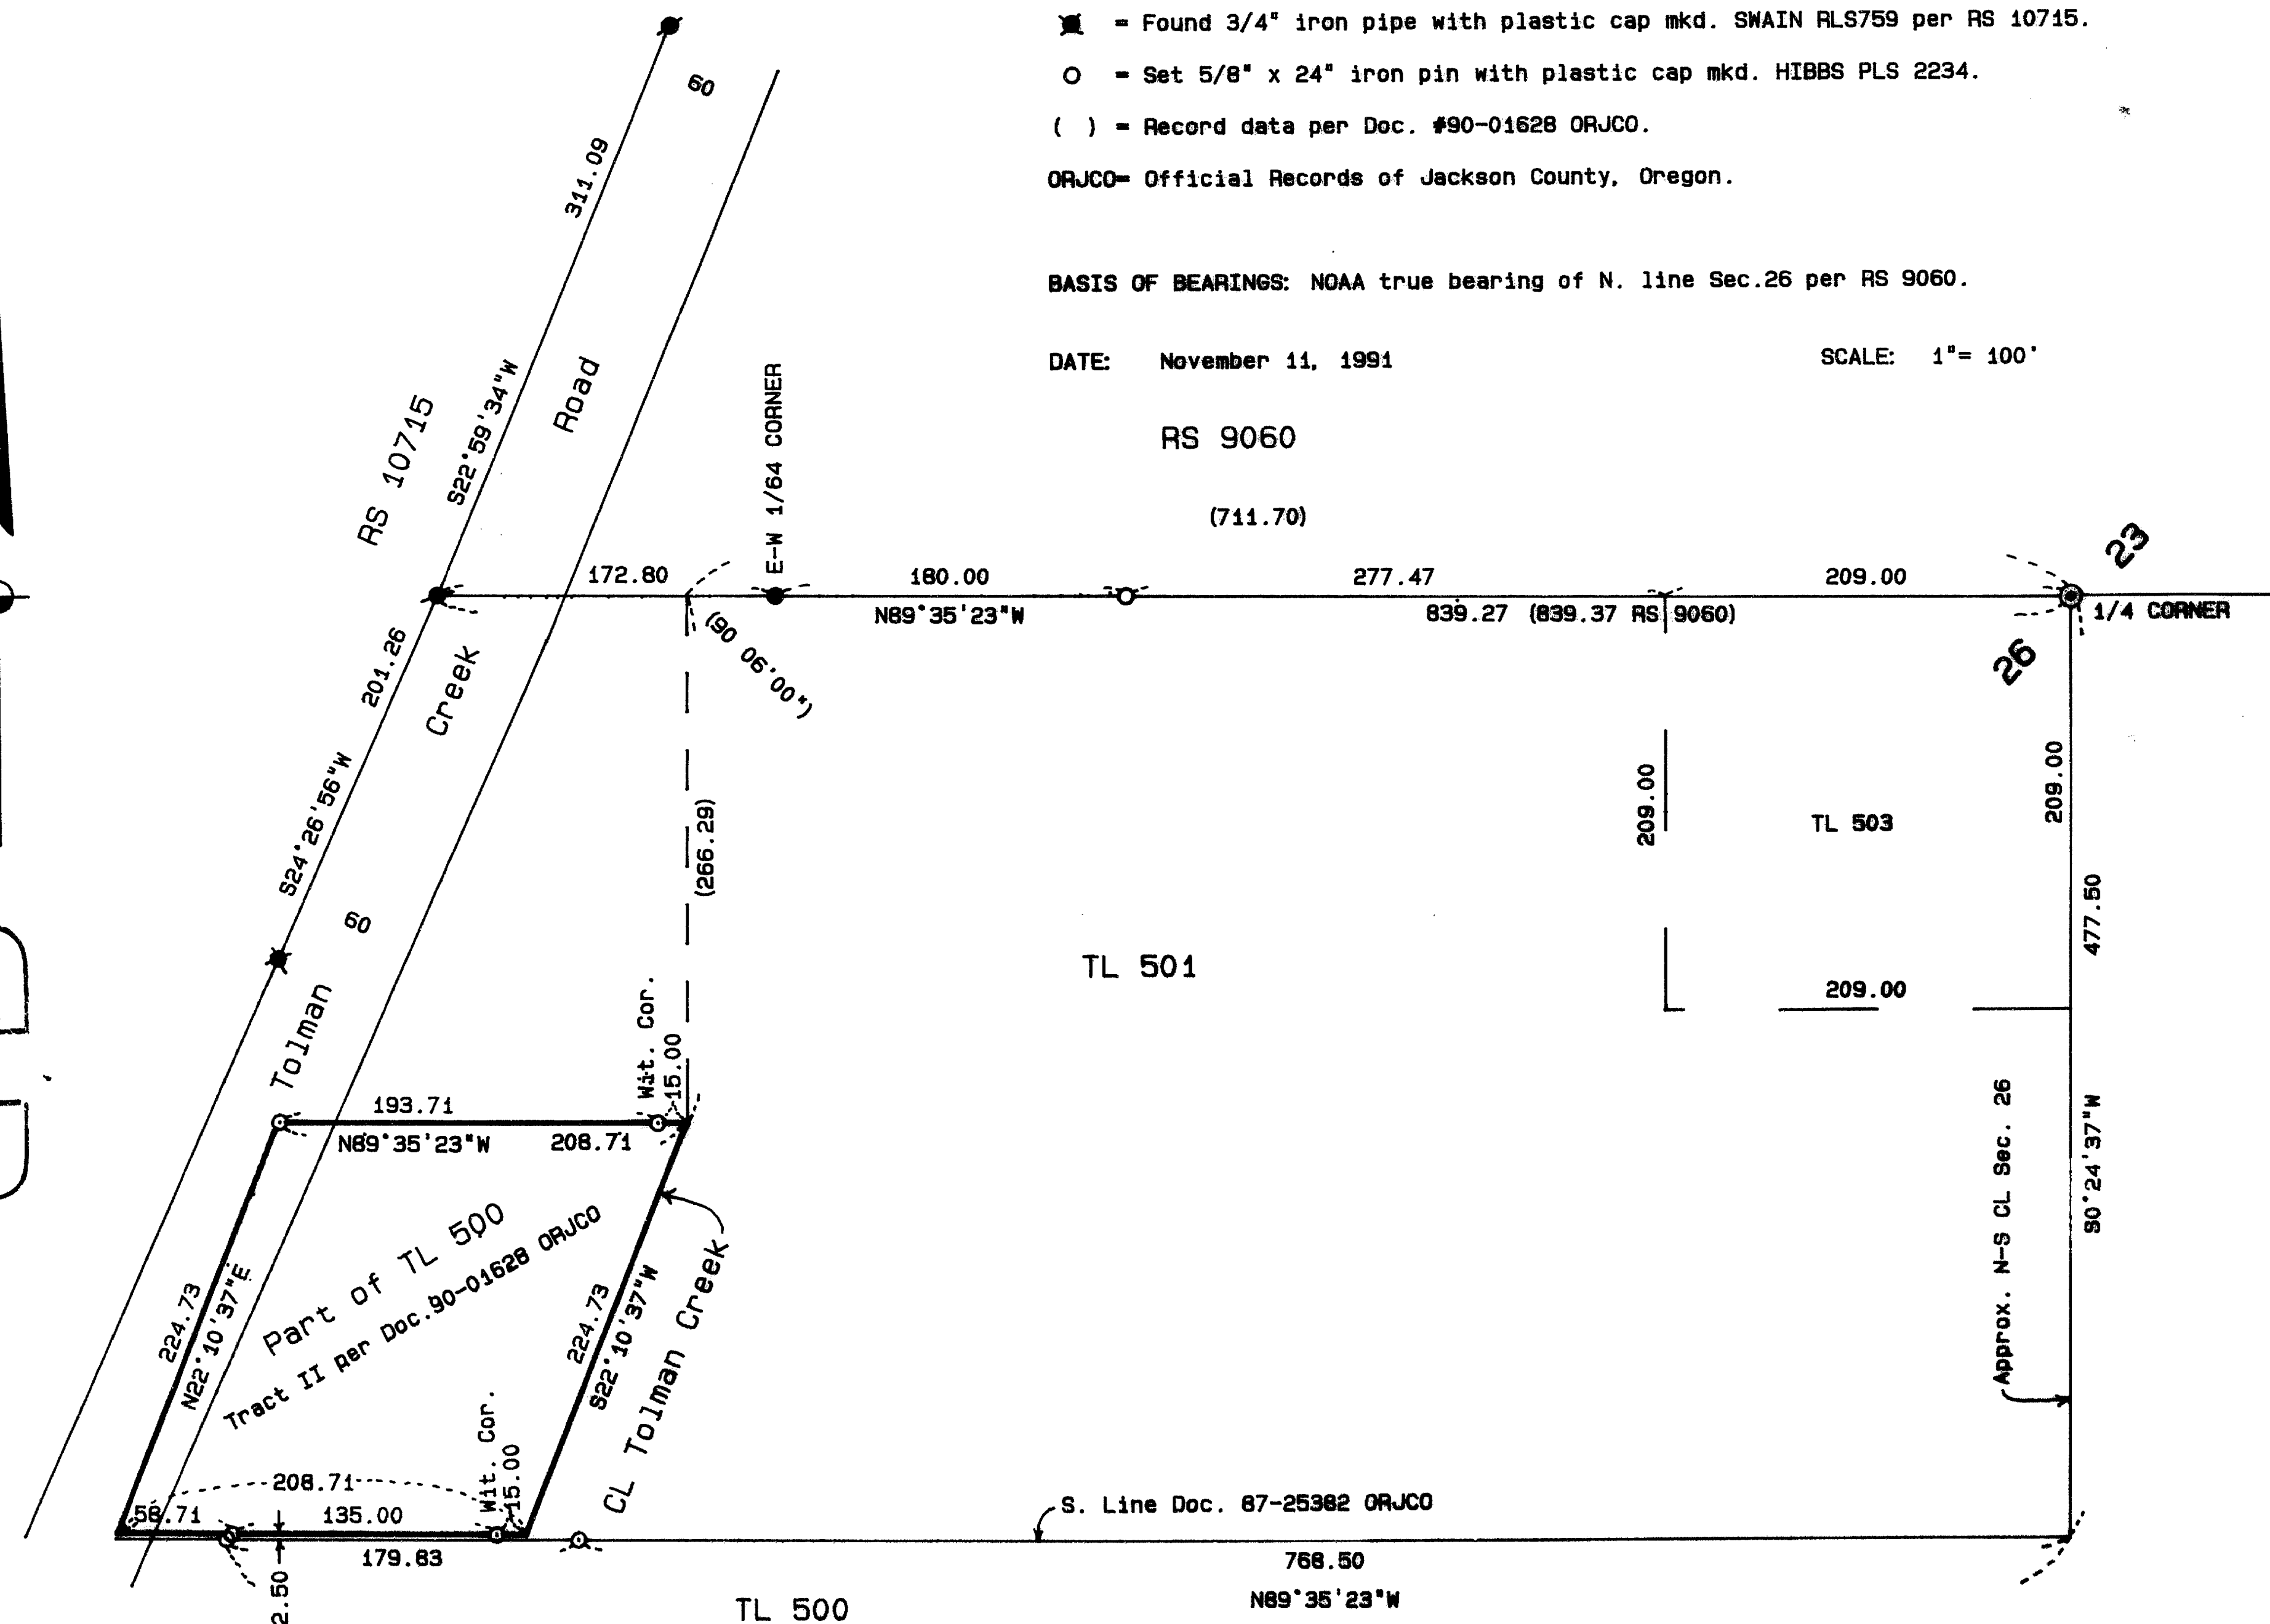 = Found 3/4" iron pipe with plastic cap mkd. SWAIN RLS759 per RS 10715.
= Set 5/8" x 24" iron pin with plastic cap mkd. HIBBS PLS 2234.
( ) = Record data per Doc. #90-01628 ORJCO.
ORJCO= Official Records of Jackson County, Oregon.
BASIS OF BEARINGS: NOAA true bearing of N. line Sec.26 per RS 9060.
DATE: November 11, 1991
SCALE: 1"= 100'
RS 9060
(711.70)
60
311.09
S22°59'34"W
RS 10715
Road
E-W 1/64 CORNER
172.80
180.00
277.47
209.00
N89°35'23"W
839.27 (839.37 RS 9060)
23
1/4 CORNER
26
(90 06'00")
201.26
Creek
S24°26'56"W
60
Tolman
(266.29)
209.00
TL 503
209.00
477.50
209.00
TL 501
Wit. Cor.
15.00
193.71
N89°35'23"W
208.71
Approx. N-S CL Sec. 26
S0°24'37"W
224.73
N22°10'37"E
Part of TL 500
Tract II per Doc.90-01628 ORJCO
224.73
S22°10'37"W
CL Tolman Creek
Wit. Cor.
15.00
208.71
58.71
135.00
179.83
2.50
S. Line Doc. 87-25382 ORJCO
768.50
N89°35'23"W
TL 500